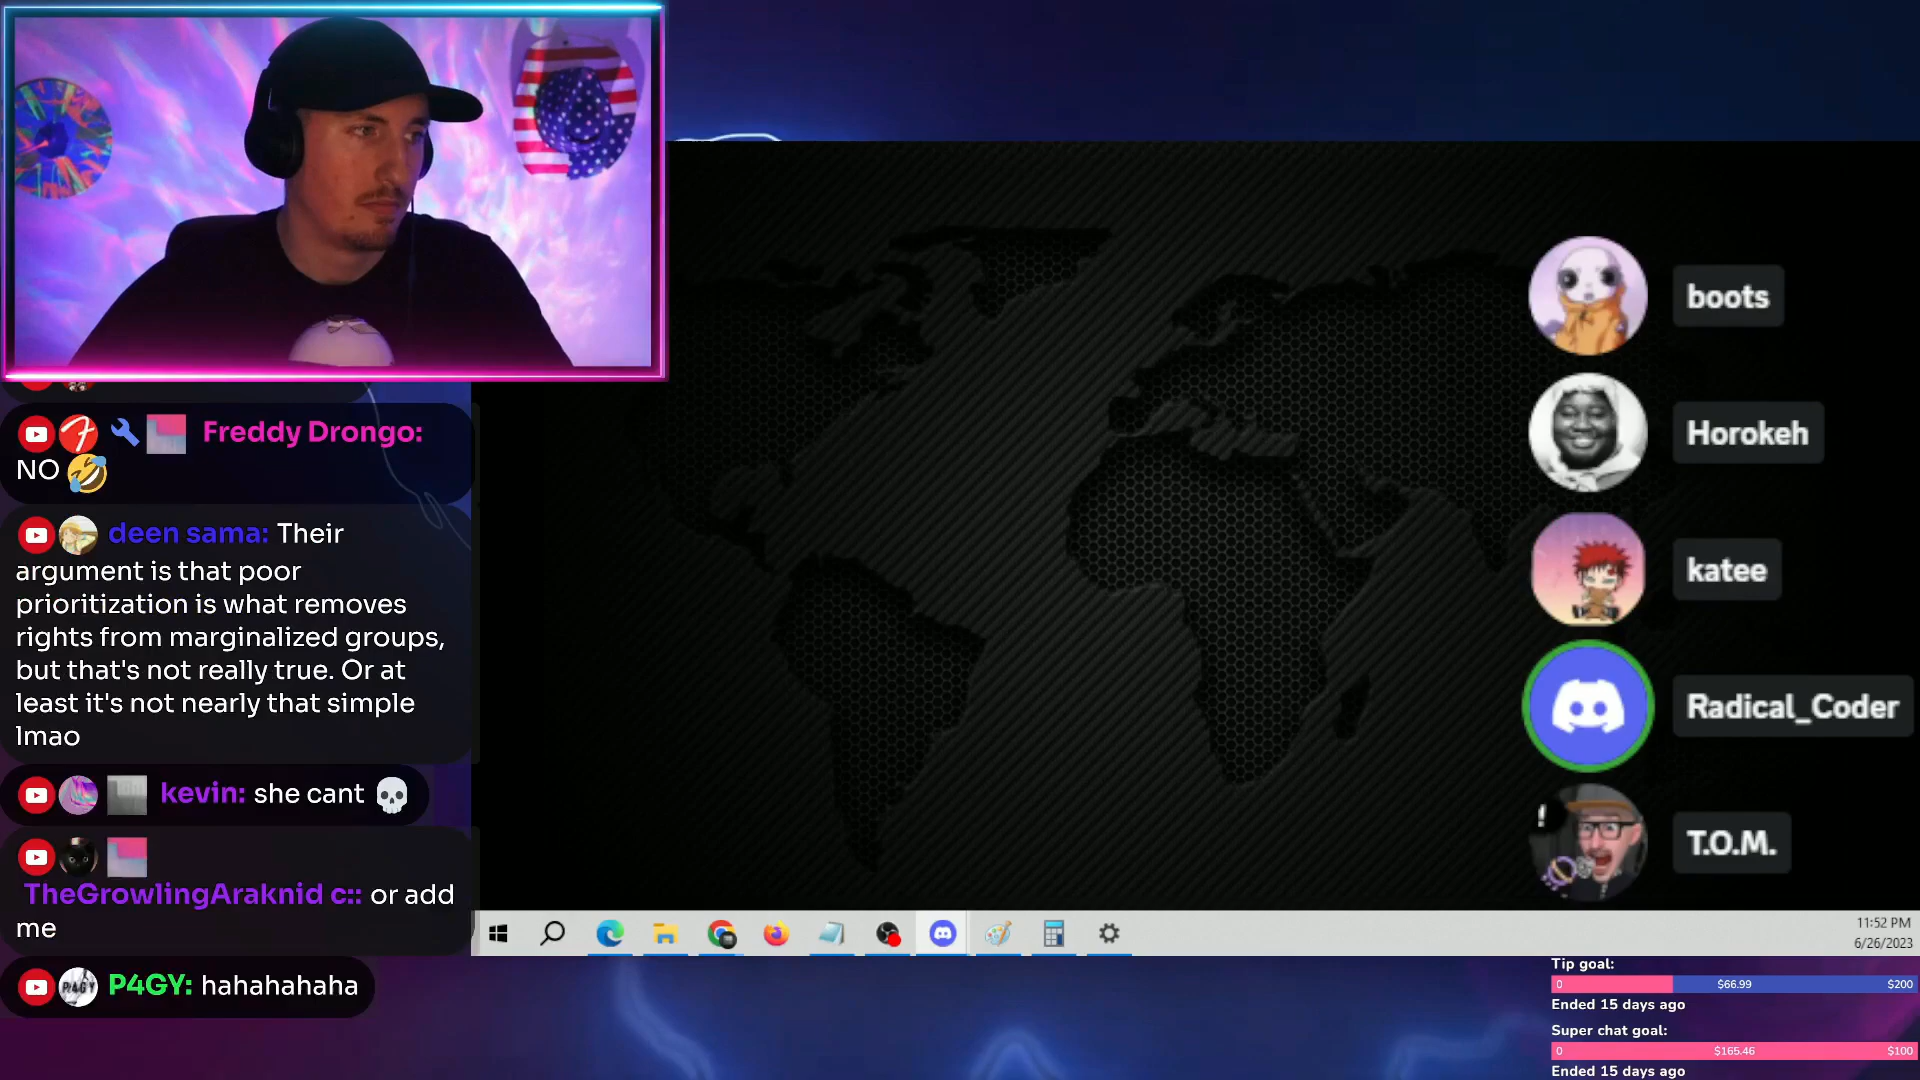 Freddy Drongo:
NO 🤣
deen sama: Their
argument is that poor
prioritization is what removes
rights from marginalized groups,
but that's not really true. Or at
least it's not nearly that simple
lmao
kevin: she cant 💀
TheGrowlingAraknid c:: or add
me
P4GY: hahahahaha
boots
Horokeh
katee
Radical_Coder
T.O.M.
11:52 PM
6/26/2023
Tip goal:
0 $66.99 $200
Ended 15 days ago
Super chat goal:
0 $165.46 $100
Ended 15 days ago